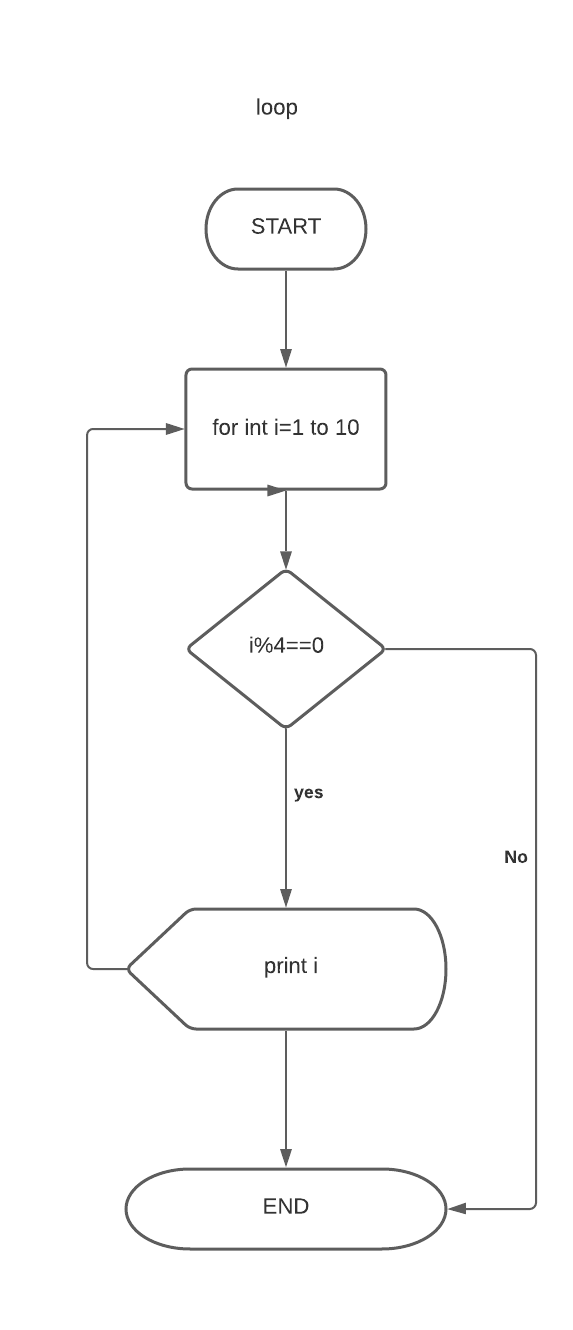 loop
START
for int i=1 to 10
i%4==0
yes
No
print i
END